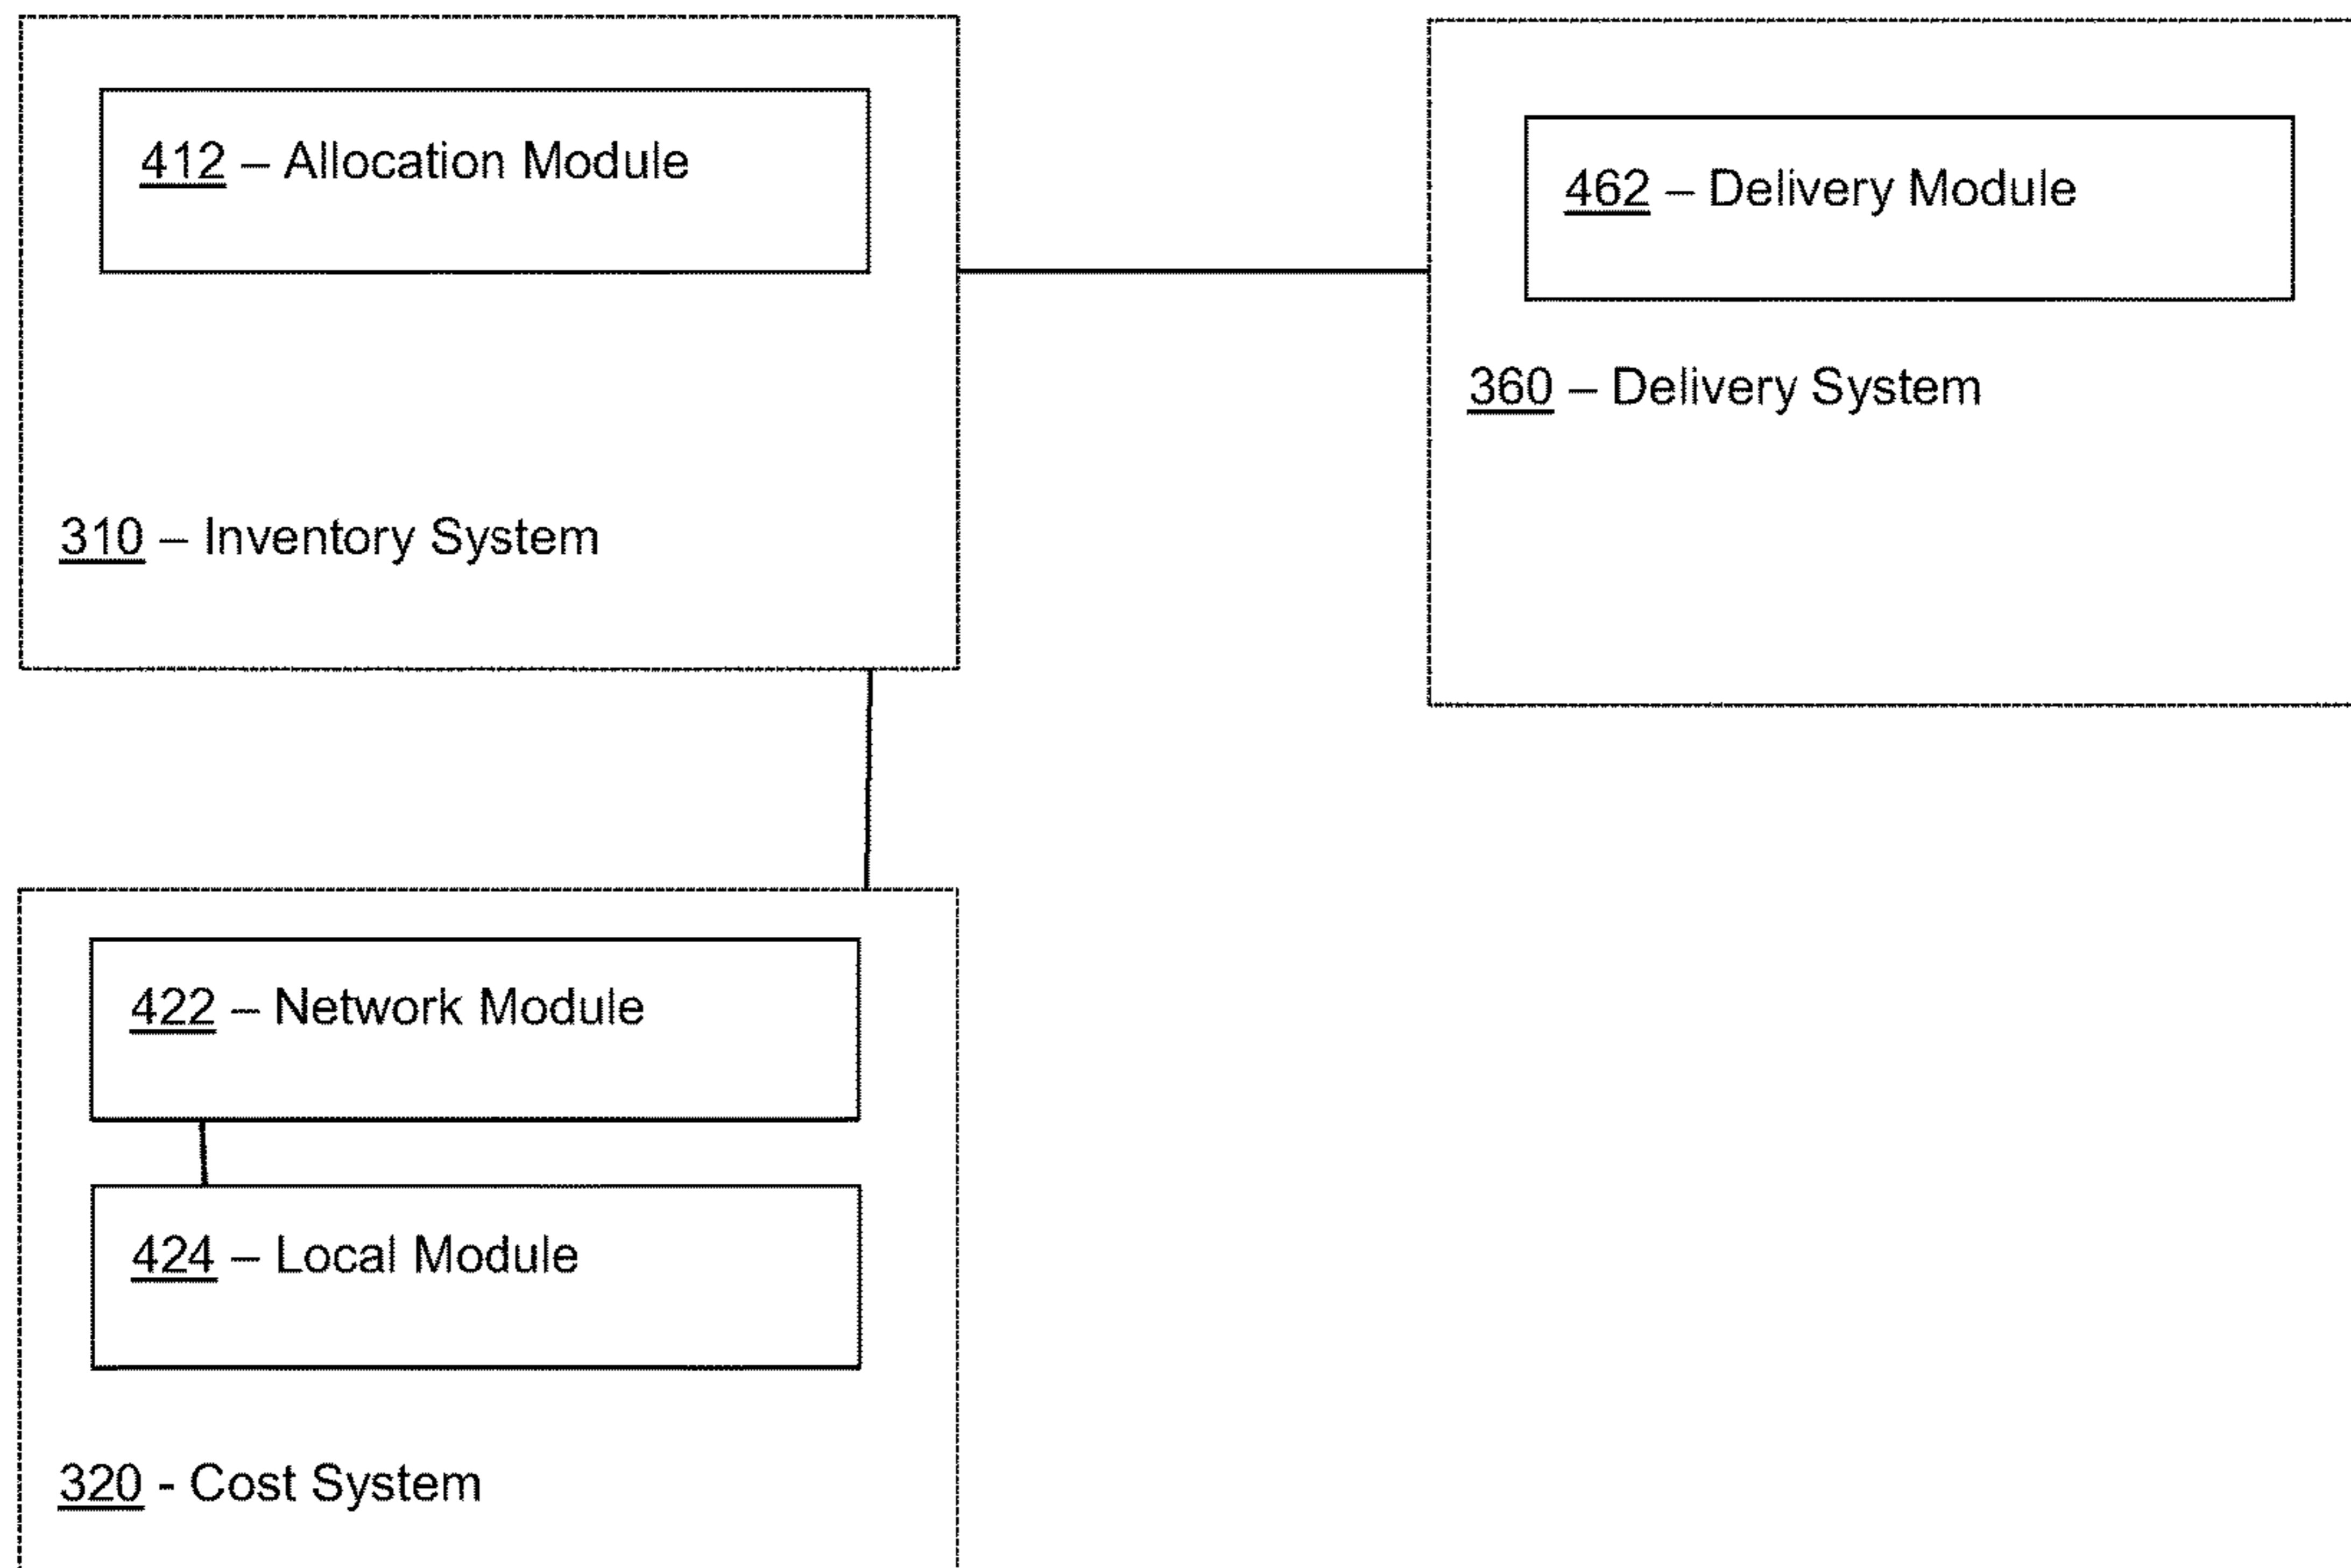 412 – Allocation Module
310 – Inventory System
462 – Delivery Module
360 – Delivery System
422 – Network Module
424 – Local Module
320 - Cost System